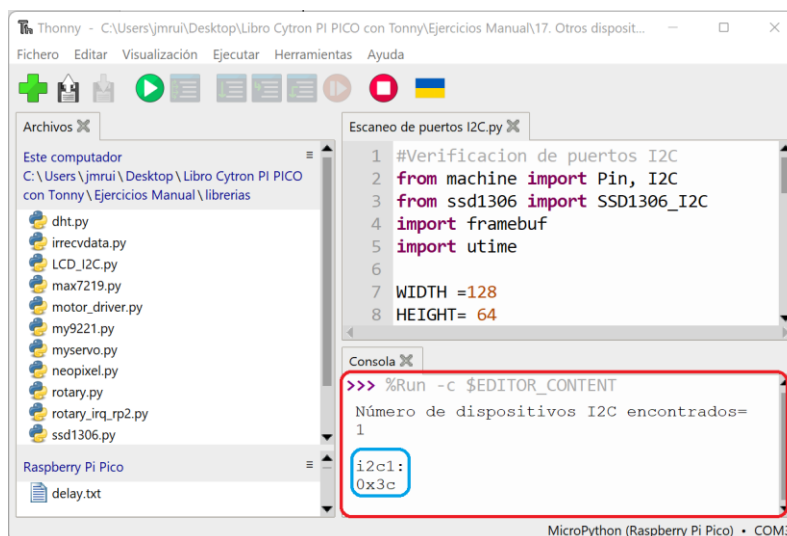 Thonny - C:\Users\jmrui\Desktop\Libro Cytron PI PICO con Tonny\Ejercicios Manual\17. Otros disposit...
Fichero Editar Visualización Ejecutar Herramientas Ayuda
Archivos
Este computador
C: \ Users \ jmrui \ Desktop \ Libro Cytron PI PICO
con Tonny \ Ejercicios Manual \ librerias
dht.py
irrecvdata.py
LCD_I2C.py
max7219.py
motor_driver.py
my9221.py
myservo.py
neopixel.py
rotary.py
rotary_irq_rp2.py
ssd1306.py
Raspberry Pi Pico
delay.txt
Escaneo de puertos I2C.py
1 #Verificacion de puertos I2C
2 from machine import Pin, I2C
3 from ssd1306 import SSD1306_I2C
4 import framebuf
5 import utime
6
7 WIDTH =128
8 HEIGHT= 64
Consola
>>> %Run -c $EDITOR_CONTENT
Número de dispositivos I2C encontrados=
1
i2c1:
0x3c
MicroPython (Raspberry Pi Pico) • COM3